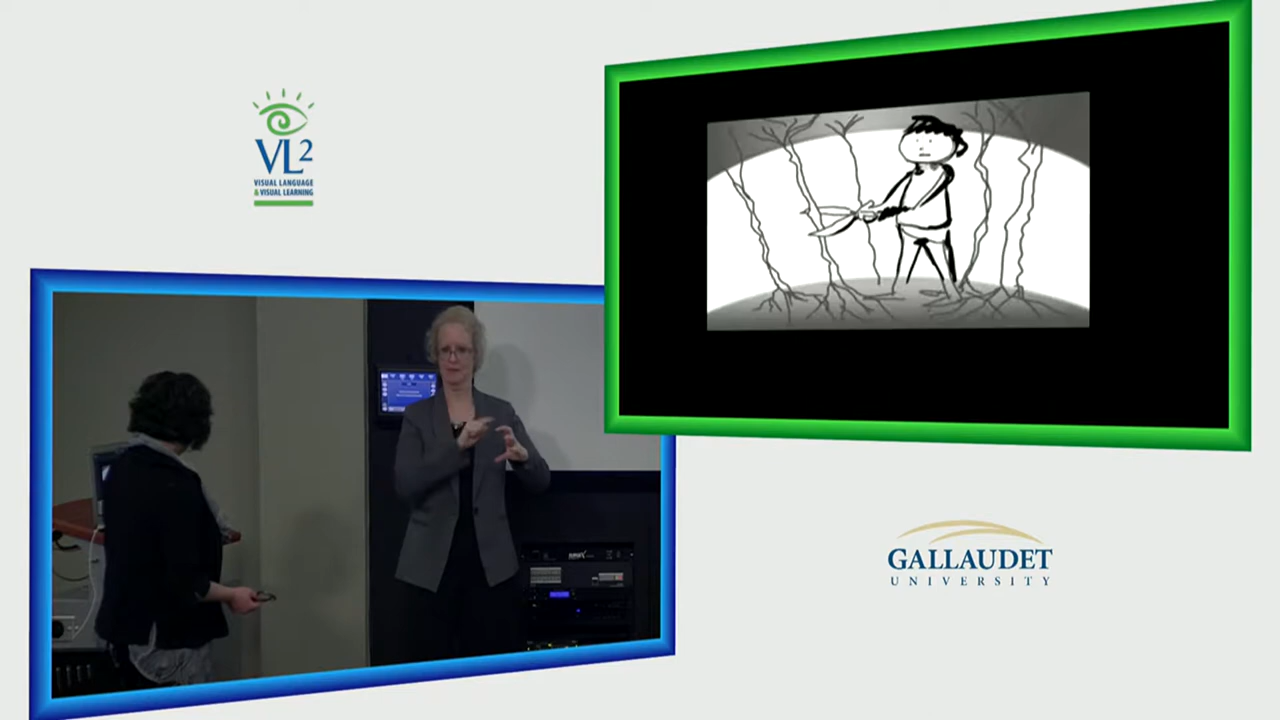 VL2
VISUAL LANGUAGE
& VISUAL LEARNING
GALLAUDET
UNIVERSITY